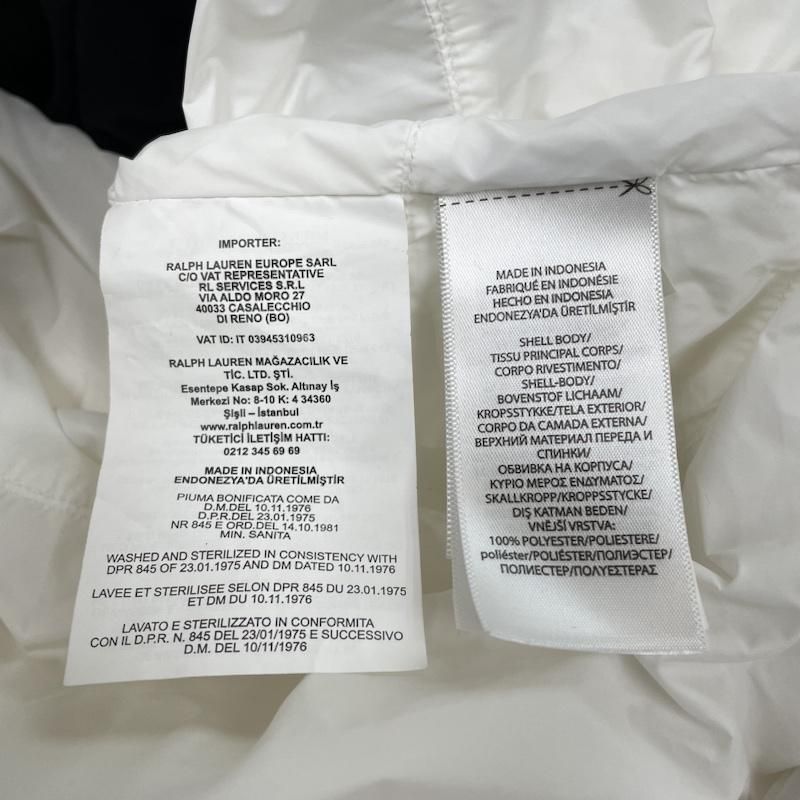 IMPORTER:
RALPH LAUREN EUROPE SARL
C/O VAT REPRESENTATIVE
RL SERVICES S.R.L
VIA ALDO MORO 27
40033 CASALECCHIO
DI RENO (BO)
VAT ID: IT 03945310963
RALPH LAUREN MAĞAZACILIK VE
TİC. LTD. ŞTİ.
Esentepe Kasap Sok. Altınay İş
Merkezi No: 8-10 K: 4 34360
Şişli – İstanbul
www.ralphlauren.com.tr
TÜKETİCİ İLETİŞİM HATTI:
0212 345 69 69
MADE IN INDONESIA
ENDONEZYA'DA ÜRETİLMİŞTİR
PIUMA BONIFICATA COME DA
D.M.DEL 10.11.1976
D.P.R.DEL 23.01.1975
NR 845 E ORD.DEL 14.10.1981
MIN. SANITA
WASHED AND STERILIZED IN CONSISTENCY WITH
DPR 845 OF 23.01.1975 AND DM DATED 10.11.1976
LAVEE ET STERILISEE SELON DPR 845 DU 23.01.1975
ET DM DU 10.11.1976
LAVATO E STERILIZZATO IN CONFORMITA
CON IL D.P.R. N. 845 DEL 23/01/1975 E SUCCESSIVO
D.M. DEL 10/11/1976
MADE IN INDONESIA
FABRIQUÉ EN INDONÉSIE
HECHO EN INDONESIA
ENDONEZYA'DA ÜRETİLMİŞTİR
SHELL BODY/
TISSU PRINCIPAL CORPS/
CORPO RIVESTIMENTO/
SHELL-BODY/
BOVENSTOF LICHAAM/
KROPSSTYKKE/TELA EXTERIOR/
CORPO DA CAMADA EXTERNA/
ВЕРХНИЙ МАТЕРИАЛ ПЕРЕДА И
СПИНКИ/
ОБВИВКА НА КОРПУСА/
ΚΥΡΙΟ ΜΕΡΟΣ ΕΝΔΥΜΑΤΟΣ/
SKALLKROPP/KROPPSSTYCKE/
DIŞ KATMAN BEDEN/
VNĚJŠÍ VRSTVA:
100% POLYESTER/POLIESTERE/
poliéster/POLIÉSTER/ПОЛИЭСТЕР/
ПОЛИЕСТЕР/ΠΟΛΥΕΣΤΕΡΑΣ